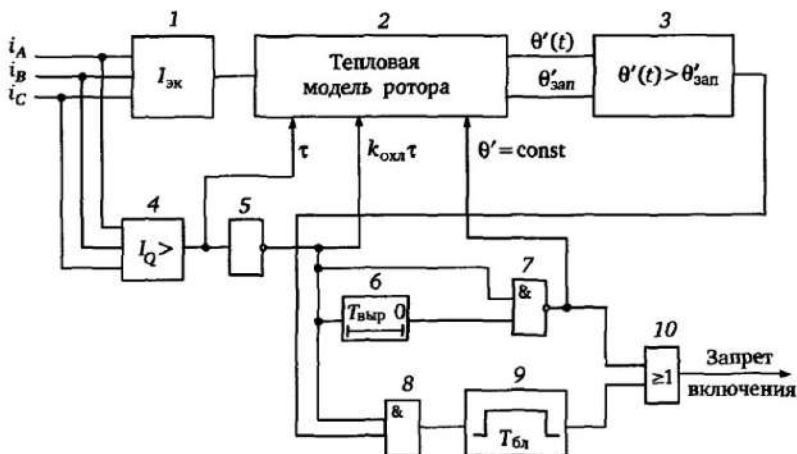 1
2
3
i_A
i_B
i_C
I_эк
Тепловая
модель ротора
θ′(t)
θ′_зап
θ′(t) > θ′_зап
τ
k_охл τ
θ′ = const
4
5
I_Q >
6
7
T_выр 0
&
8
9
10
&
T_бл
≥1
Запрет
включения